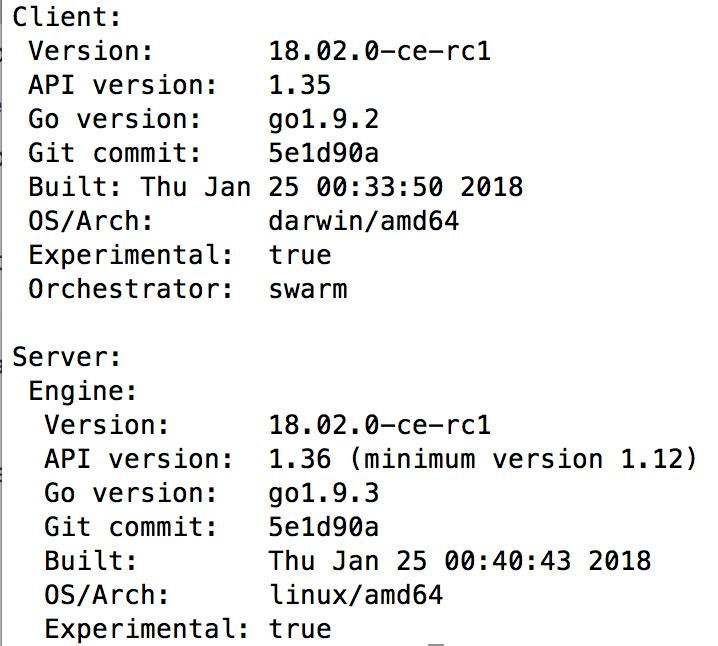 Client:
 Version:       18.02.0-ce-rc1
 API version:   1.35
 Go version:    go1.9.2
 Git commit:    5e1d90a
 Built: Thu Jan 25 00:33:50 2018
 OS/Arch:       darwin/amd64
 Experimental:  true
 Orchestrator:  swarm

Server:
 Engine:
  Version:      18.02.0-ce-rc1
  API version:  1.36 (minimum version 1.12)
  Go version:   go1.9.3
  Git commit:   5e1d90a
  Built:        Thu Jan 25 00:40:43 2018
  OS/Arch:      linux/amd64
  Experimental: true